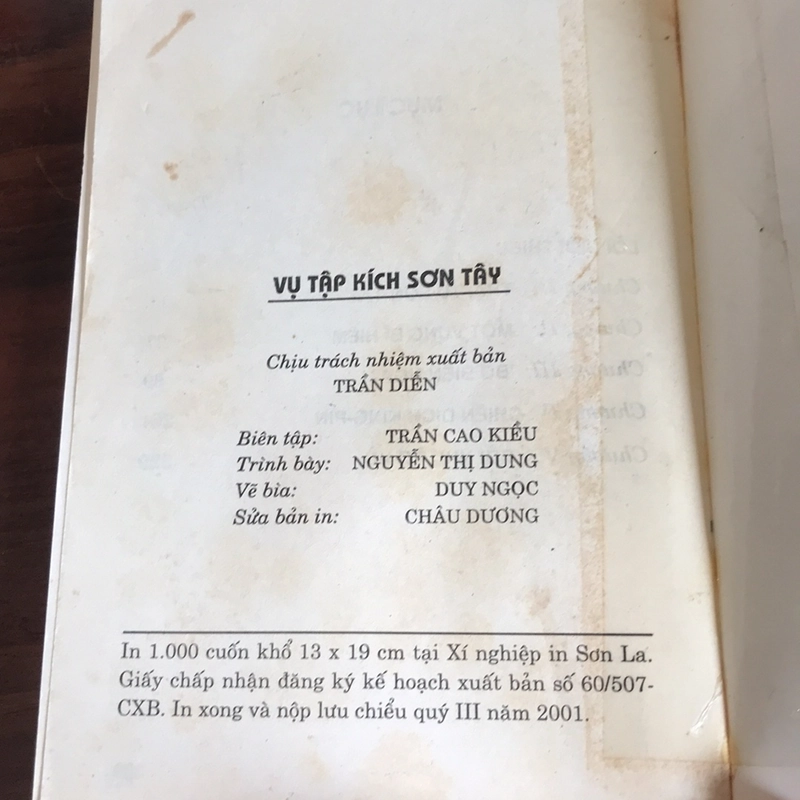 VỤ TẬP KÍCH SƠN TÂY
Chịu trách nhiệm xuất bản
TRẦN DIỄN
Biên tập: TRẦN CAO KIỀU
Trình bày: NGUYỄN THỊ DUNG
Vẽ bìa: DUY NGỌC
Sửa bản in: CHÂU DƯƠNG
In 1.000 cuốn khổ 13 x 19 cm tại Xí nghiệp in Sơn La.
Giấy chấp nhận đăng ký kế hoạch xuất bản số 60/507-
CXB. In xong và nộp lưu chiểu quý III năm 2001.